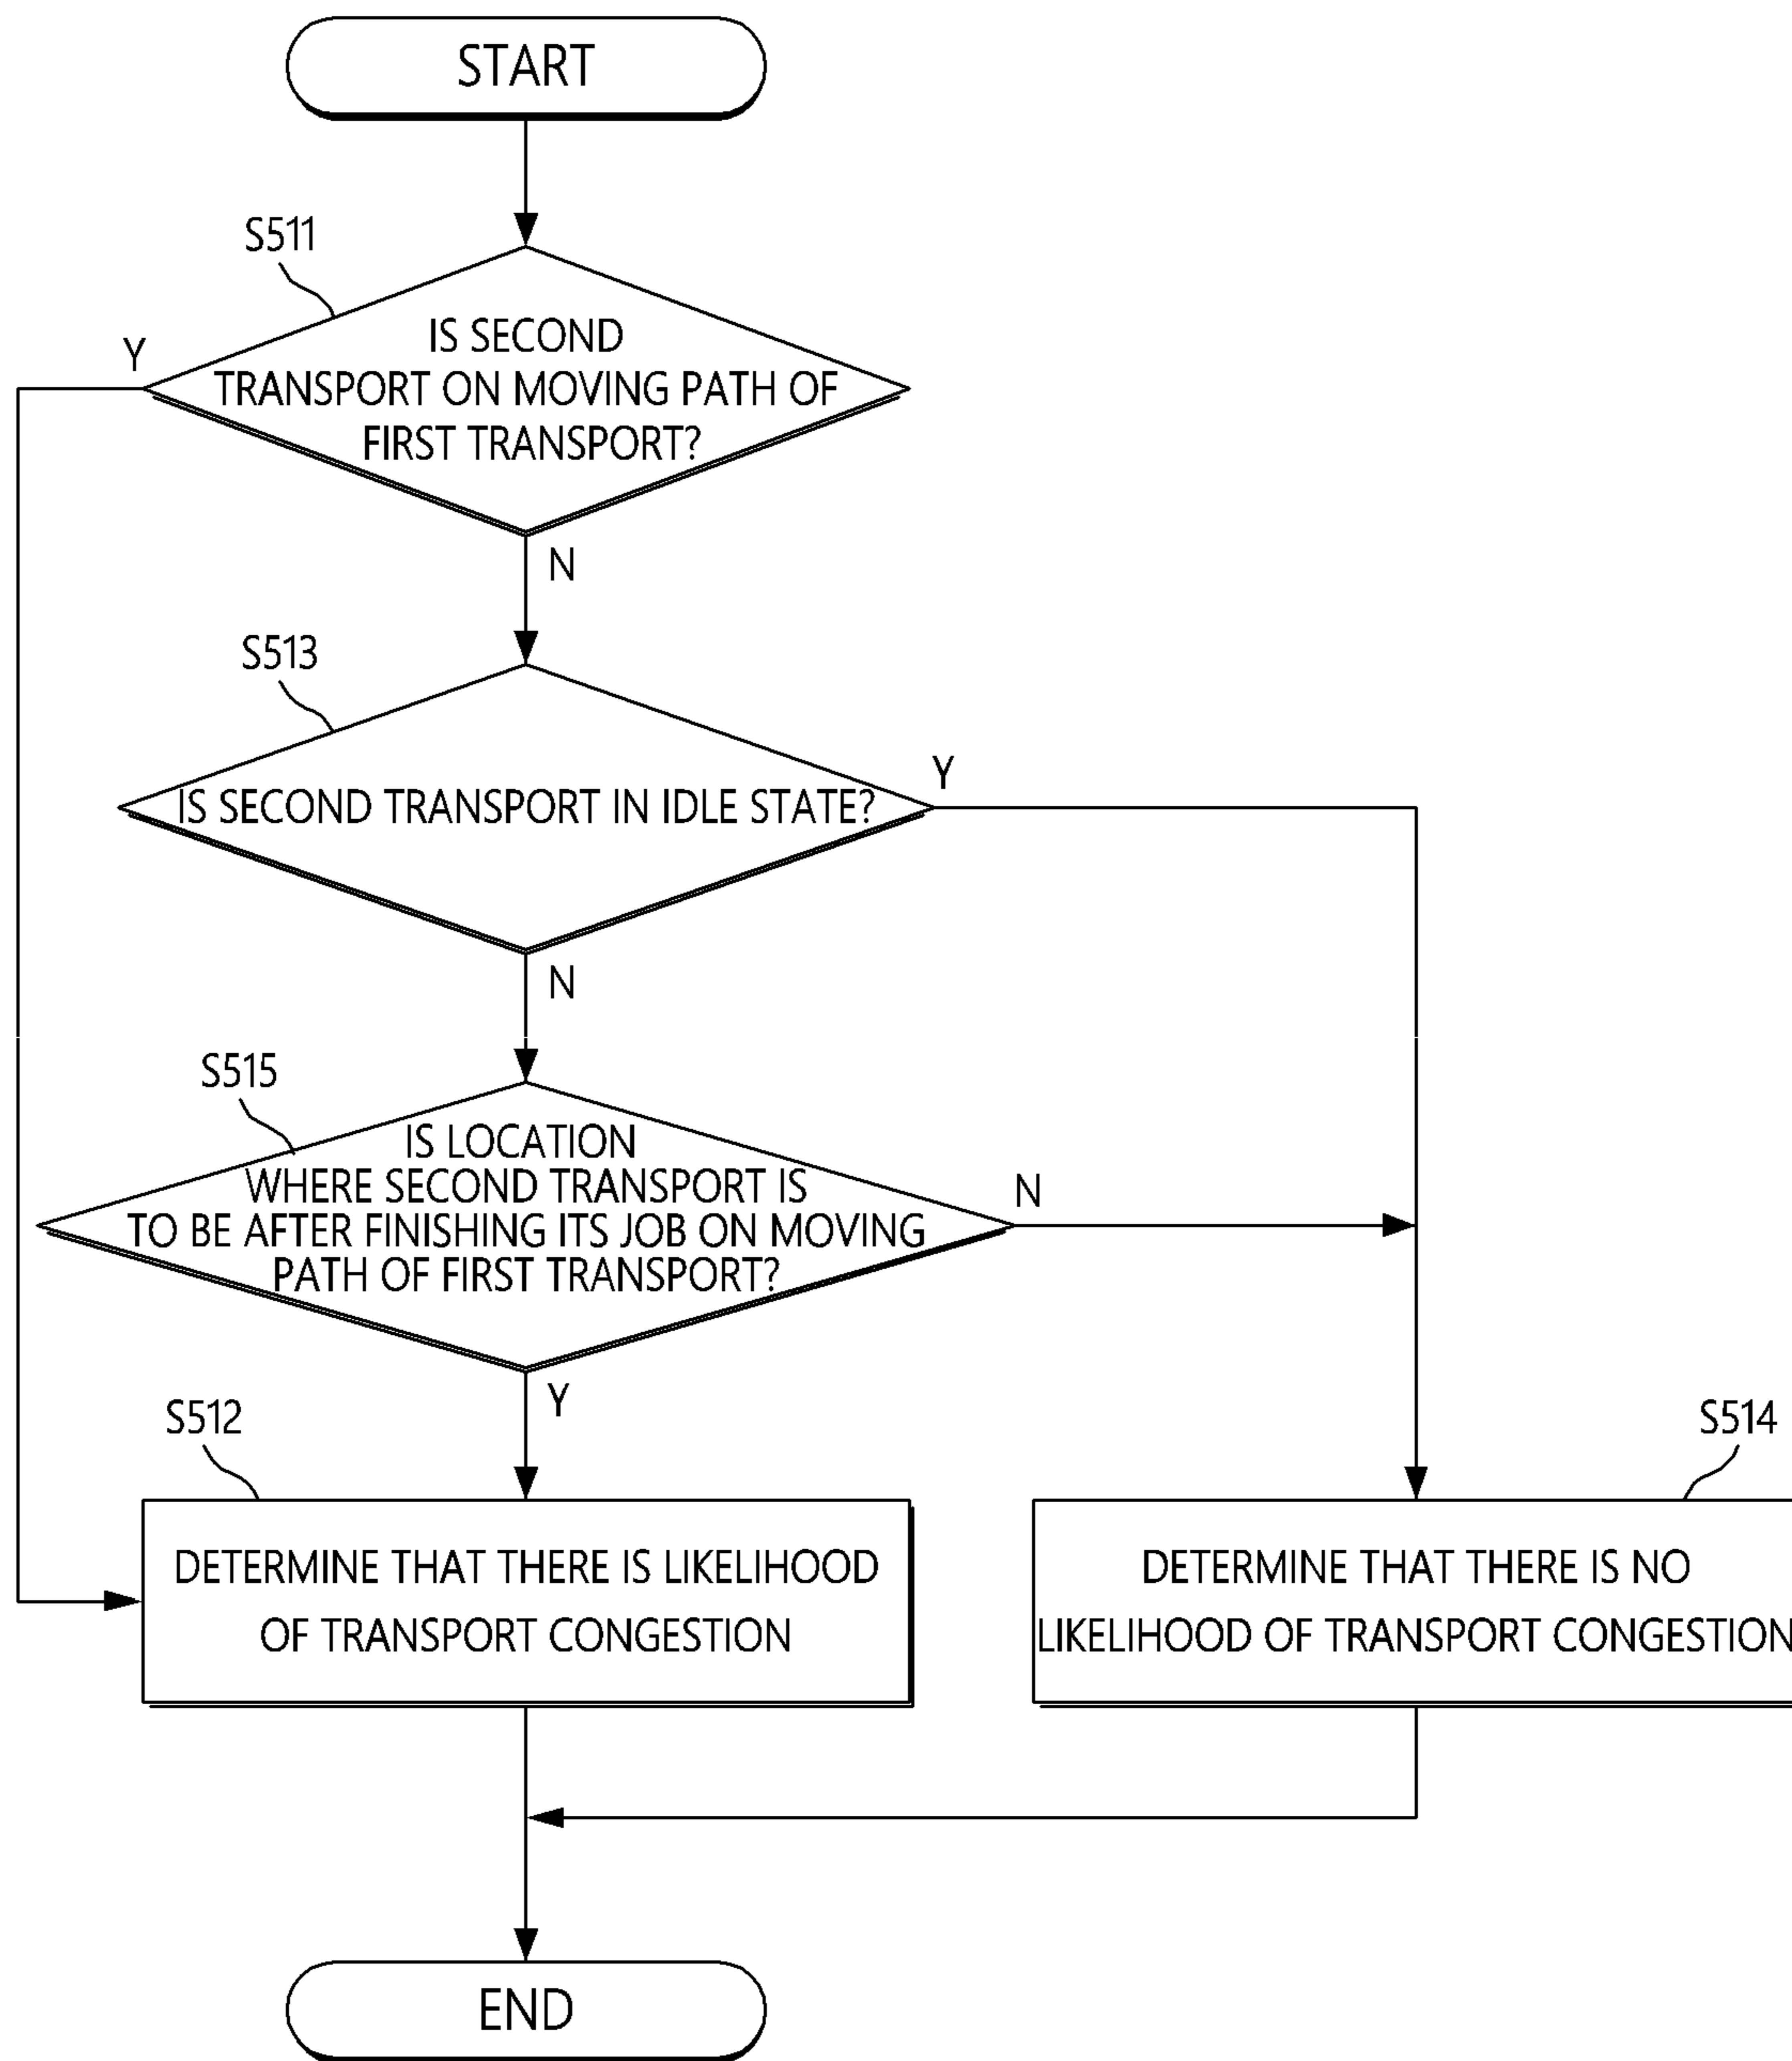 START
S511
Y
IS SECOND
TRANSPORT ON MOVING PATH OF
FIRST TRANSPORT?
N
S513
Y
IS SECOND TRANSPORT IN IDLE STATE?
N
S515
IS LOCATION
WHERE SECOND TRANSPORT IS
TO BE AFTER FINISHING ITS JOB ON MOVING
PATH OF FIRST TRANSPORT?
N
Y
S512
DETERMINE THAT THERE IS LIKELIHOOD
OF TRANSPORT CONGESTION
S514
DETERMINE THAT THERE IS NO
LIKELIHOOD OF TRANSPORT CONGESTION
END